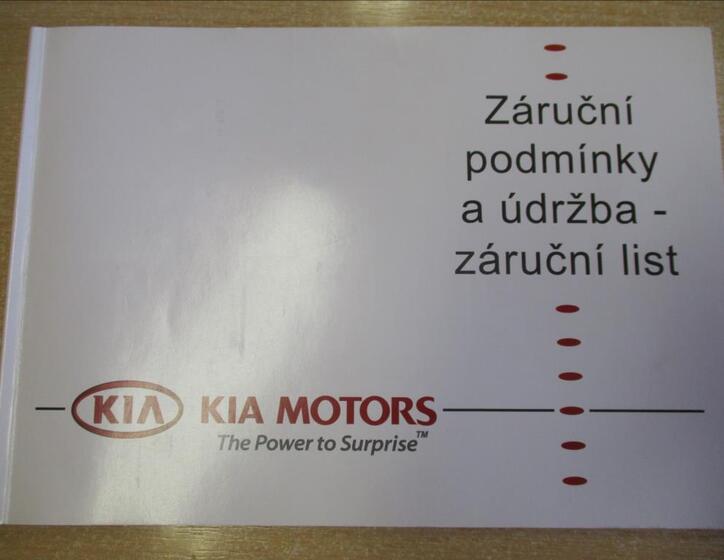 Záruční
podmínky
a údržba -
záruční list
KIA KIA MOTORS
The Power to Surprise™